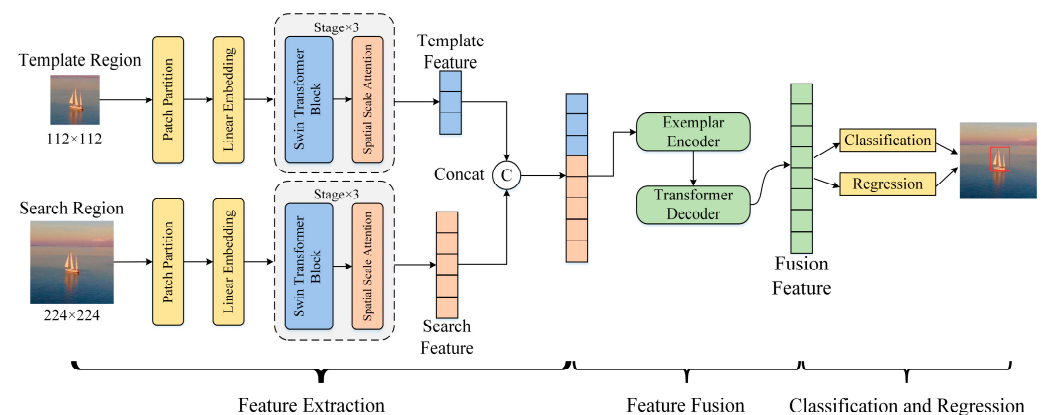 Template Region
112×112
Patch Partition
Linear Embedding
Stage×3
Swin Transformer
Block
Spatial Scale Attention
Template
Feature
Concat
C
Search Region
224×224
Patch Partition
Linear Embedding
Stage×3
Swin Transformer
Block
Spatial Scale Attention
Search
Feature
Exemplar
Encoder
Transformer
Decoder
Fusion
Feature
Classification
Regression
Feature Extraction
Feature Fusion
Classification and Regression